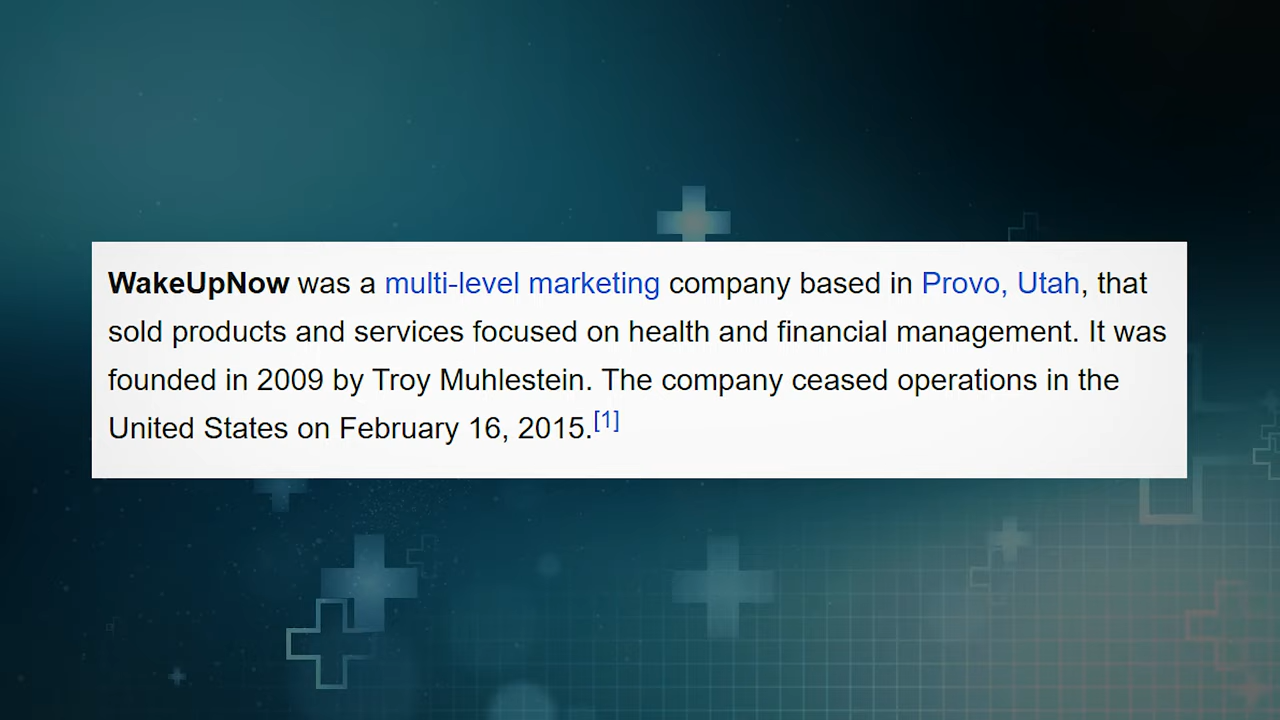 WakeUpNow was a multi-level marketing company based in Provo, Utah, that
sold products and services focused on health and financial management. It was
founded in 2009 by Troy Muhlestein. The company ceased operations in the
United States on February 16, 2015.[1]